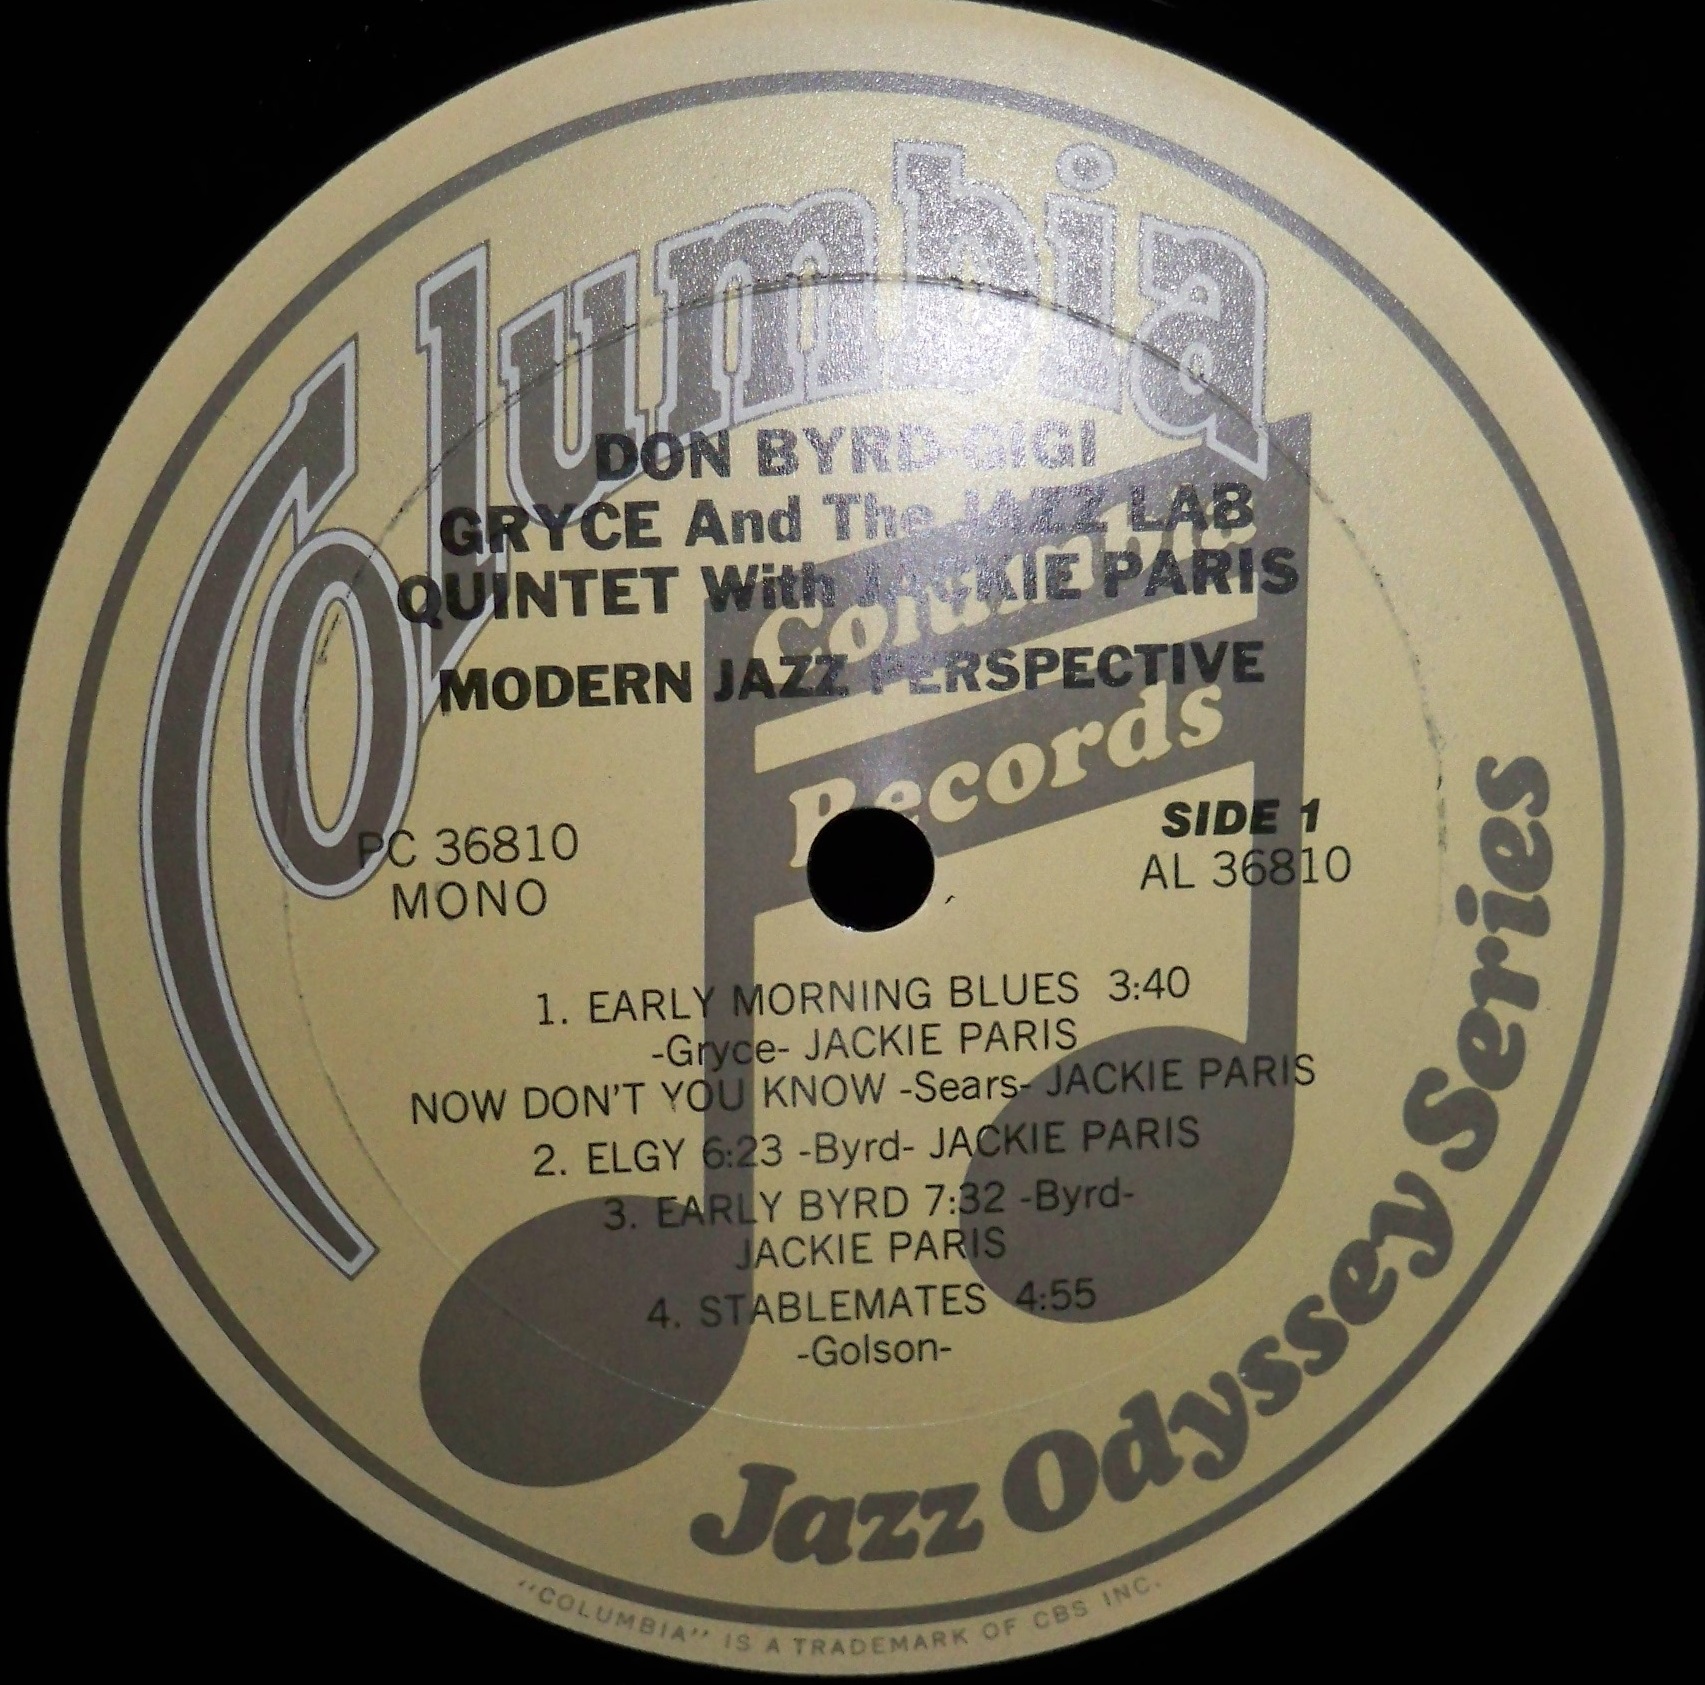 Columbia
DON BYRD-GIGI
GRYCE And The JAZZ LAB
QUINTET With JACKIE PARIS
MODERN JAZZ PERSPECTIVE
Columbia
Records
PC 36810
MONO
SIDE 1
AL 36810
1. EARLY MORNING BLUES 3:40
-Gryce- JACKIE PARIS
NOW DON'T YOU KNOW -Sears- JACKIE PARIS
2. ELGY 6:23 -Byrd- JACKIE PARIS
3. EARLY BYRD 7:32 -Byrd-
JACKIE PARIS
4. STABLEMATES 4:55
-Golson-
Jazz Odyssey Series
"COLUMBIA" IS A TRADEMARK OF CBS INC.